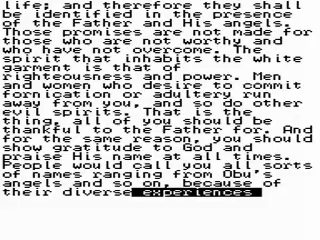 life; and therefore they shall
be identified in the presence
of the Father and His angels.
Those promises are not made for
those who are not worthy and
who have not overcome. The
spirit that inhabits the white
garment is that of
righteousness and power. Men
and women who desire to commit
fornication or adultery run
away from you, and so do other
evil spirits. That is the
thing, all of you should be
thankful to the Father for. And
for the same reason, you should
show gratitude to God and
praise His name at all times.
People would call you all sorts
of names ranging from Obu's
angels and so on, because of
their diverse experiences